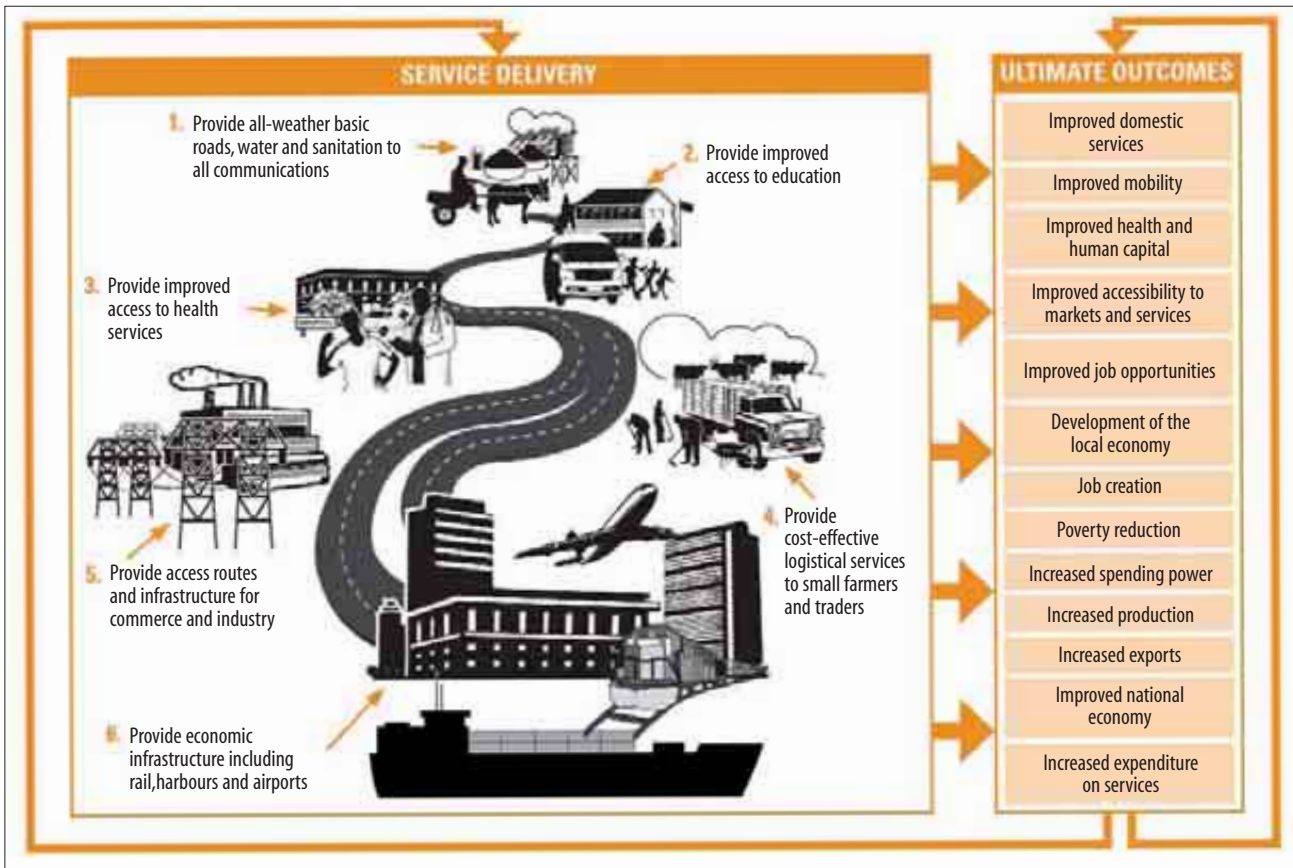 SERVICE DELIVERY
1. Provide all-weather basic
roads, water and sanitation to
all communications
2. Provide improved
access to education
3. Provide improved
access to health
services
4. Provide
cost-effective
logistical services
to small farmers
and traders
5. Provide access routes
and infrastructure for
commerce and industry
6. Provide economic
infrastructure including
rail,harbours and airports
ULTIMATE OUTCOMES
Improved domestic
services
Improved mobility
Improved health and
human capital
Improved accessibility to
markets and services
Improved job opportunities
Development of the
local economy
Job creation
Poverty reduction
Increased spending power
Increased production
Increased exports
Improved national
economy
Increased expenditure
on services